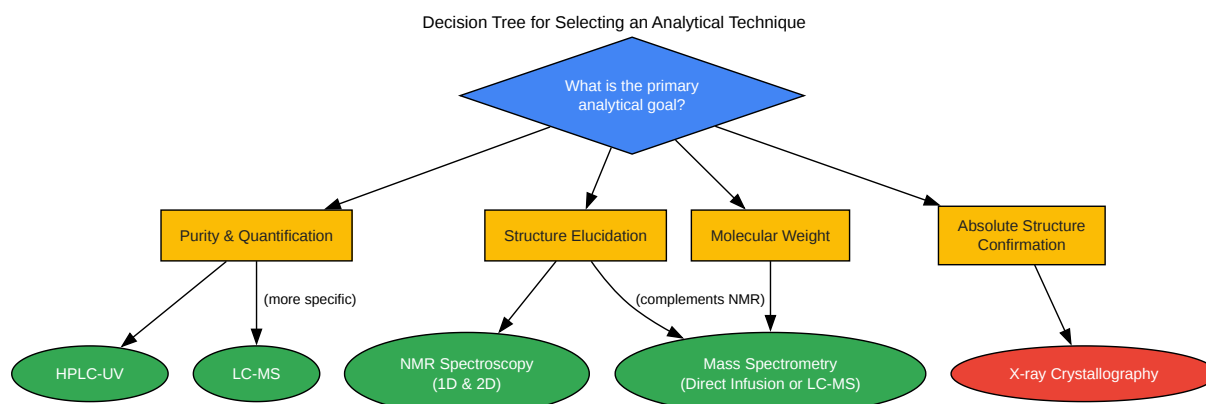 Decision Tree for Selecting an Analytical Technique
What is the primary
analytical goal?
Purity & Quantification
Structure Elucidation
Molecular Weight
Absolute Structure
Confirmation
(more specific)
(complements NMR)
HPLC-UV
LC-MS
NMR Spectroscopy
(1D & 2D)
Mass Spectrometry
(Direct Infusion or LC-MS)
X-ray Crystallography